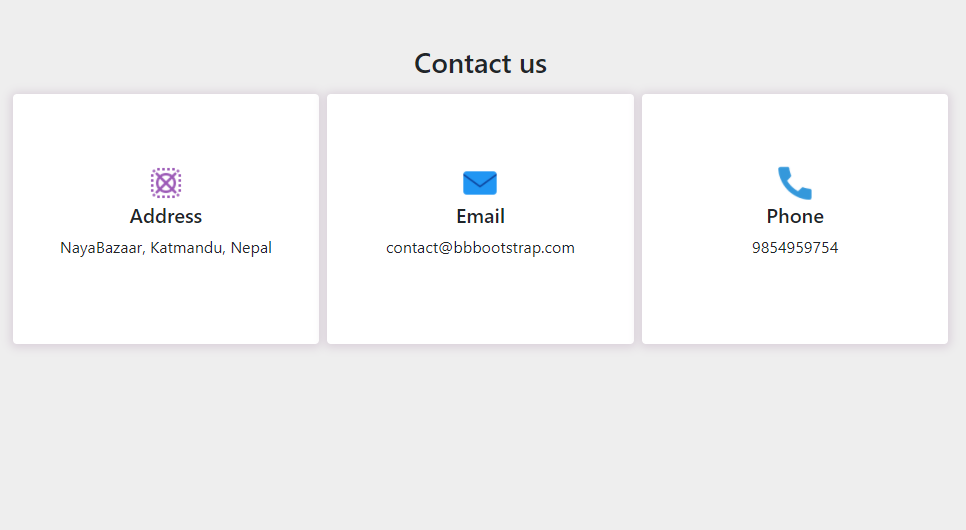 Contact us
Address
NayaBazaar, Katmandu, Nepal
Email
contact@bbbootstrap.com
Phone
9854959754